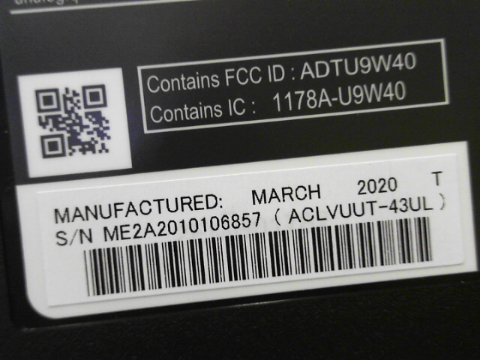 Contains FCC ID : ADTU9W40
Contains IC : 1178A-U9W40
MANUFACTURED: MARCH 2020 T
S/N ME2A2010106857 ( ACLVUUT-43UL )